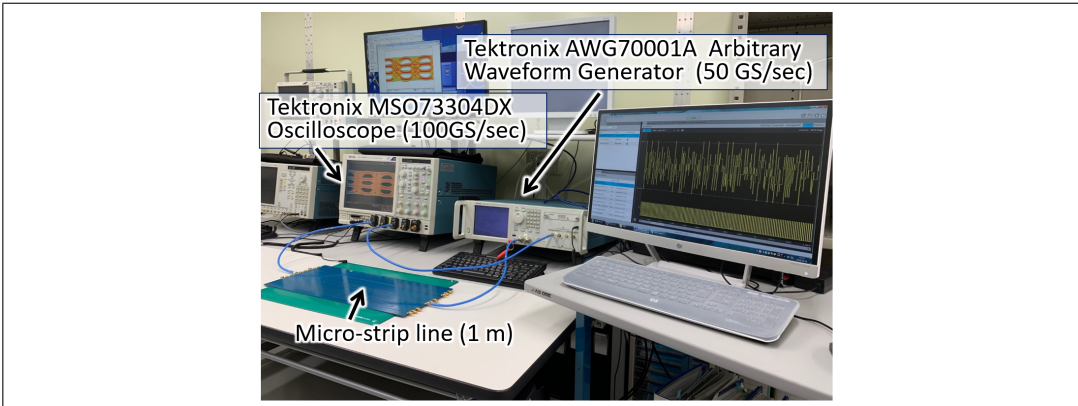 Tektronix AWG70001A Arbitrary
Waveform Generator (50 GS/sec)
Tektronix MSO73304DX
Oscilloscope (100GS/sec)
Micro-strip line (1 m)